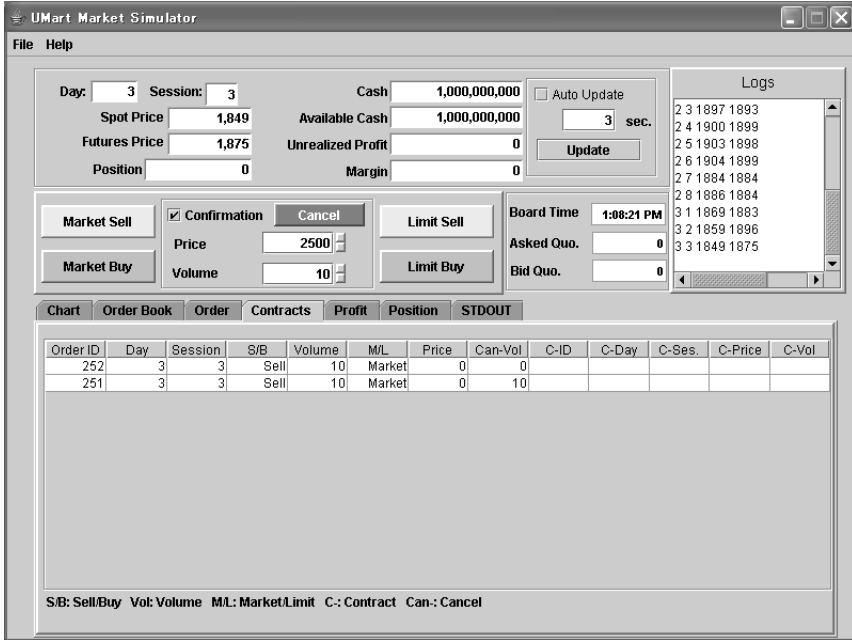 UMart Market Simulator
File Help
Day: 3 Session: 3
Spot Price 1,849
Futures Price 1,875
Position 0
Cash 1,000,000,000
Available Cash 1,000,000,000
Unrealized Profit 0
Margin 0
Auto Update
3 sec.
Update
Logs
2 3 1897 1893
2 4 1900 1899
2 5 1903 1898
2 6 1904 1899
2 7 1884 1884
2 8 1886 1884
3 1 1869 1883
3 2 1859 1896
3 3 1849 1875
Market Sell
Market Buy
Confirmation Cancel
Price 2500
Volume 10
Limit Sell
Limit Buy
Board Time 1:08:21 PM
Asked Quo. 0
Bid Quo. 0
Chart Order Book Order Contracts Profit Position STDOUT
Order ID Day Session S/B Volume M/L Price Can-Vol C-ID C-Day C-Ses. C-Price C-Vol
252 3 3 Sell 10 Market 0 0
251 3 3 Sell 10 Market 0 10
S/B: Sell/Buy Vol: Volume M/L: Market/Limit C-: Contract Can-: Cancel